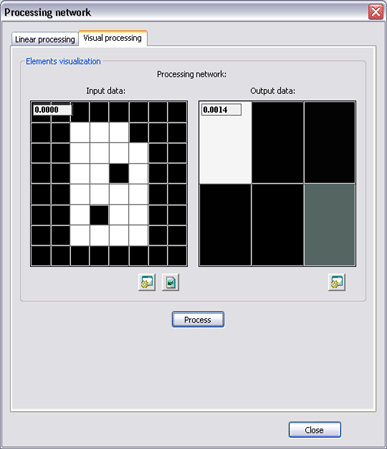 Processing network
Linear processing
Visual processing
Elements visualization
Processing network:
Input data:
Output data:
0.0000
0.0014
Process
Close